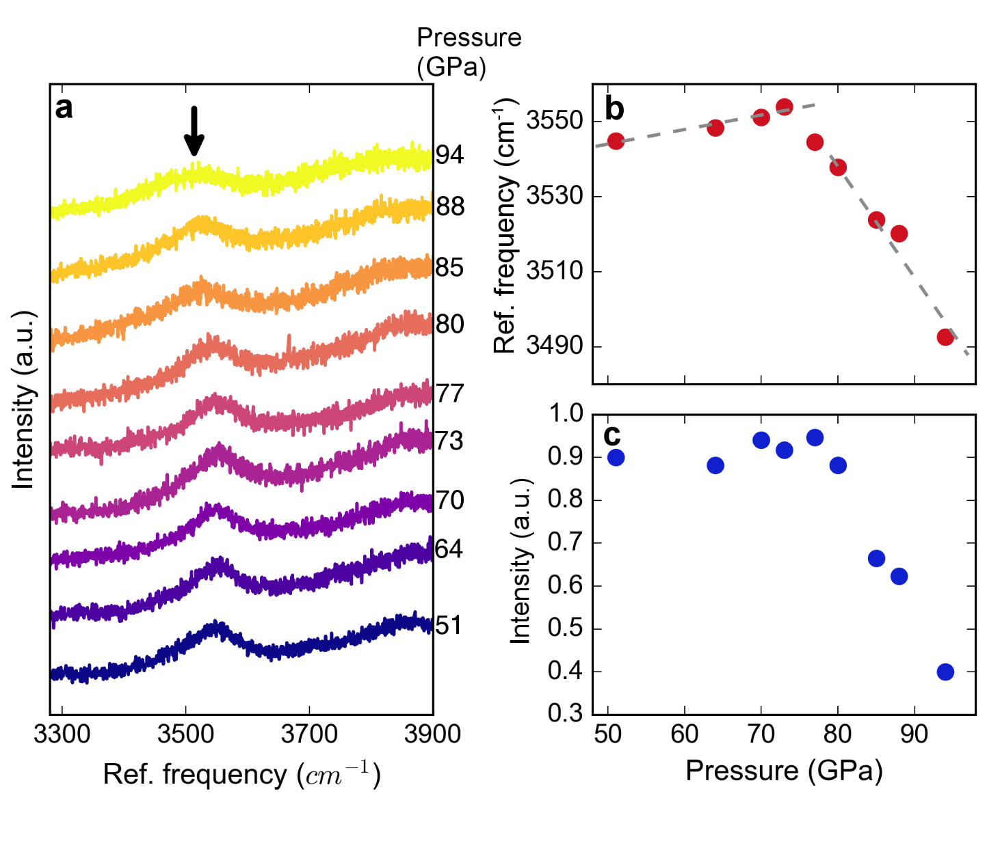 Pressure
(GPa)
a
94
88
85
80
77
73
70
64
51
Intensity (a.u.)
3300 3500 3700 3900
Ref. frequency (cm⁻¹)
b
3550
3530
3510
3490
Ref. frequency (cm⁻¹)
c
1.0
0.9
0.8
0.7
0.6
0.5
0.4
0.3
Intensity (a.u.)
50 60 70 80 90
Pressure (GPa)